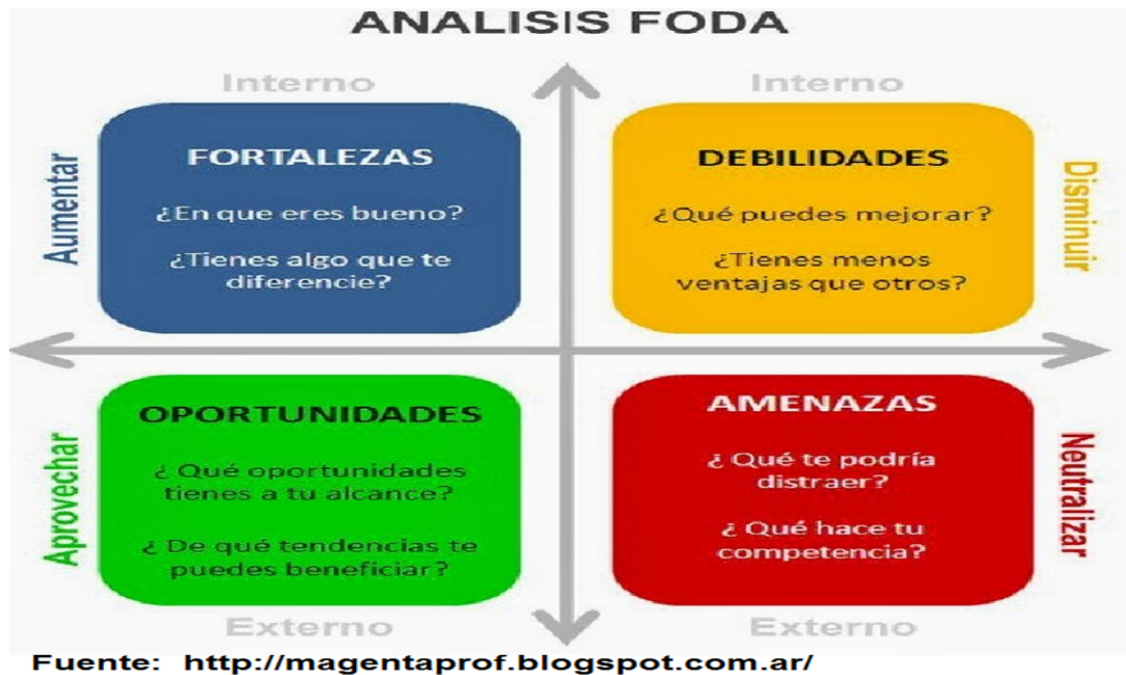 ANALISIS FODA
Interno
Interno
Aumentar
FORTALEZAS
¿En que eres bueno?
¿Tienes algo que te
diferencie?
DEBILIDADES
¿Qué puedes mejorar?
¿Tienes menos
ventajas que otros?
Disminuir
Aprovechar
OPORTUNIDADES
¿ Qué oportunidades
tienes a tu alcance?
¿ De qué tendencias te
puedes beneficiar?
AMENAZAS
¿ Qué te podría
distraer?
¿ Qué hace tu
competencia?
Neutralizar
Externo
Externo
Fuente: http://magentaprof.blogspot.com.ar/